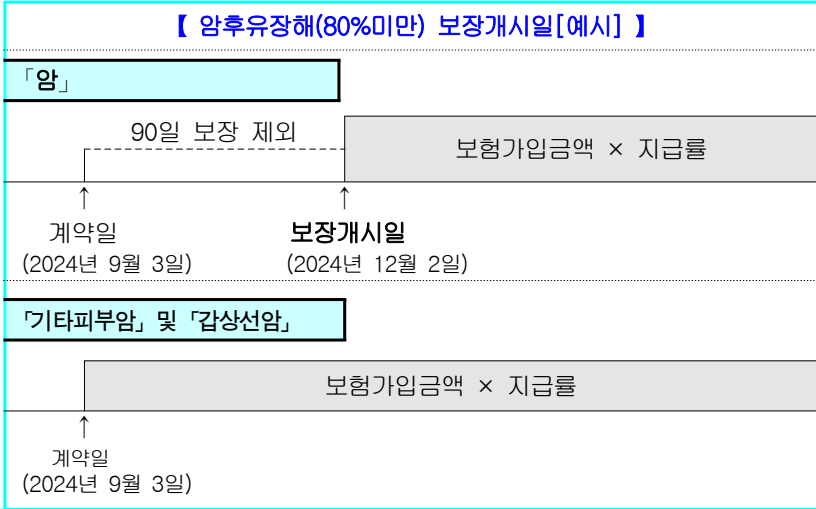 【 암후유장해(80%미만) 보장개시일[예시] 】
「암」
90일 보장 제외
보험가입금액 × 지급률
↑ ↑
계약일 보장개시일
(2024년 9월 3일) (2024년 12월 2일)
「기타피부암」 및 「갑상선암」
보험가입금액 × 지급률
↑
계약일
(2024년 9월 3일)